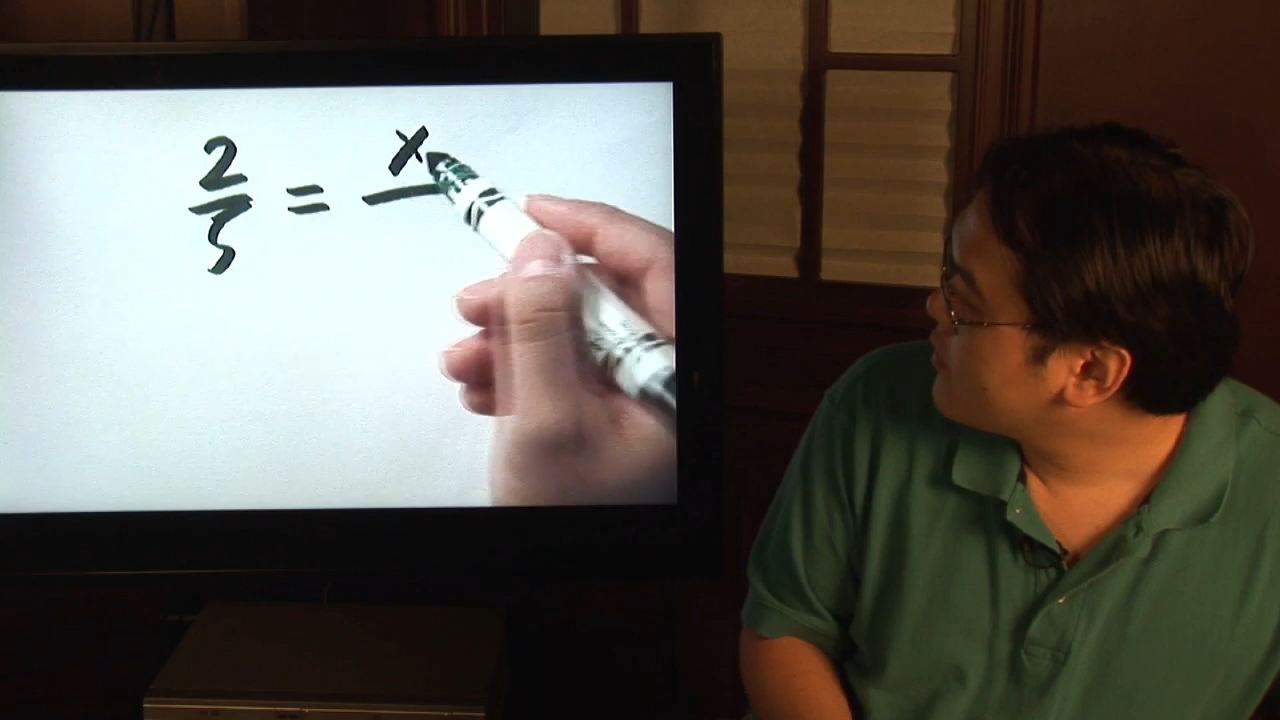 2/5 = x/